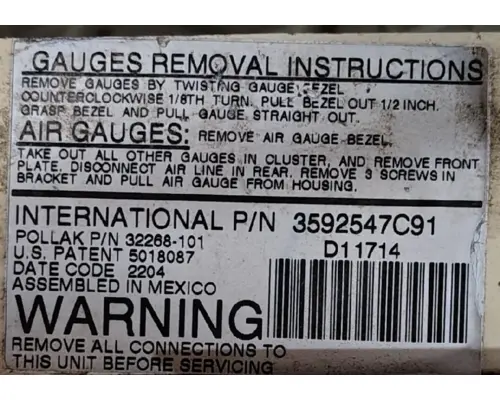 GAUGES REMOVAL INSTRUCTIONS
REMOVE GAUGES BY TWISTING GAUGE BEZEL
COUNTERCLOCKWISE 1/8TH TURN. PULL BEZEL OUT 1/2 INCH.
GRASP BEZEL AND PULL GAUGE STRAIGHT OUT.
AIR GAUGES: REMOVE AIR GAUGE BEZEL.
TAKE OUT ALL OTHER GAUGES IN CLUSTER, AND REMOVE FRONT
PLATE. DISCONNECT AIR LINE IN REAR. REMOVE 3 SCREWS IN
BRACKET AND PULL AIR GAUGE FROM HOUSING.
INTERNATIONAL P/N 3592547C91
POLLAK P/N 32268-101 D11714
U.S. PATENT 5018087
DATE CODE 2204
ASSEMBLED IN MEXICO
WARNING
REMOVE ALL CONNECTIONS TO
THIS UNIT BEFORE SERVICING